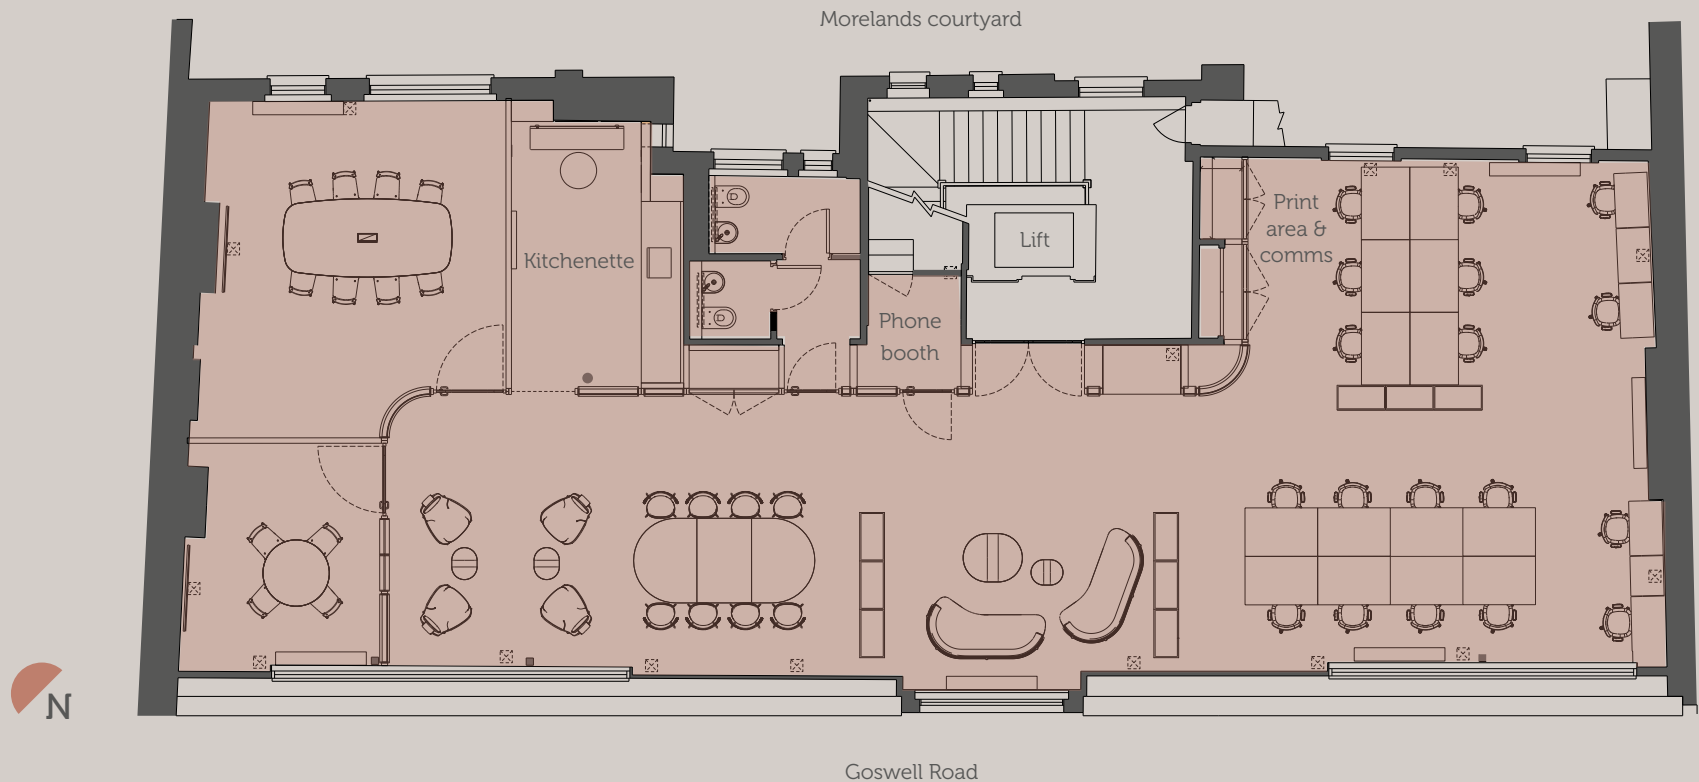 Morelands courtyard
Print
area &
comms
Lift
Kitchenette
Phone
booth
N
Goswell Road